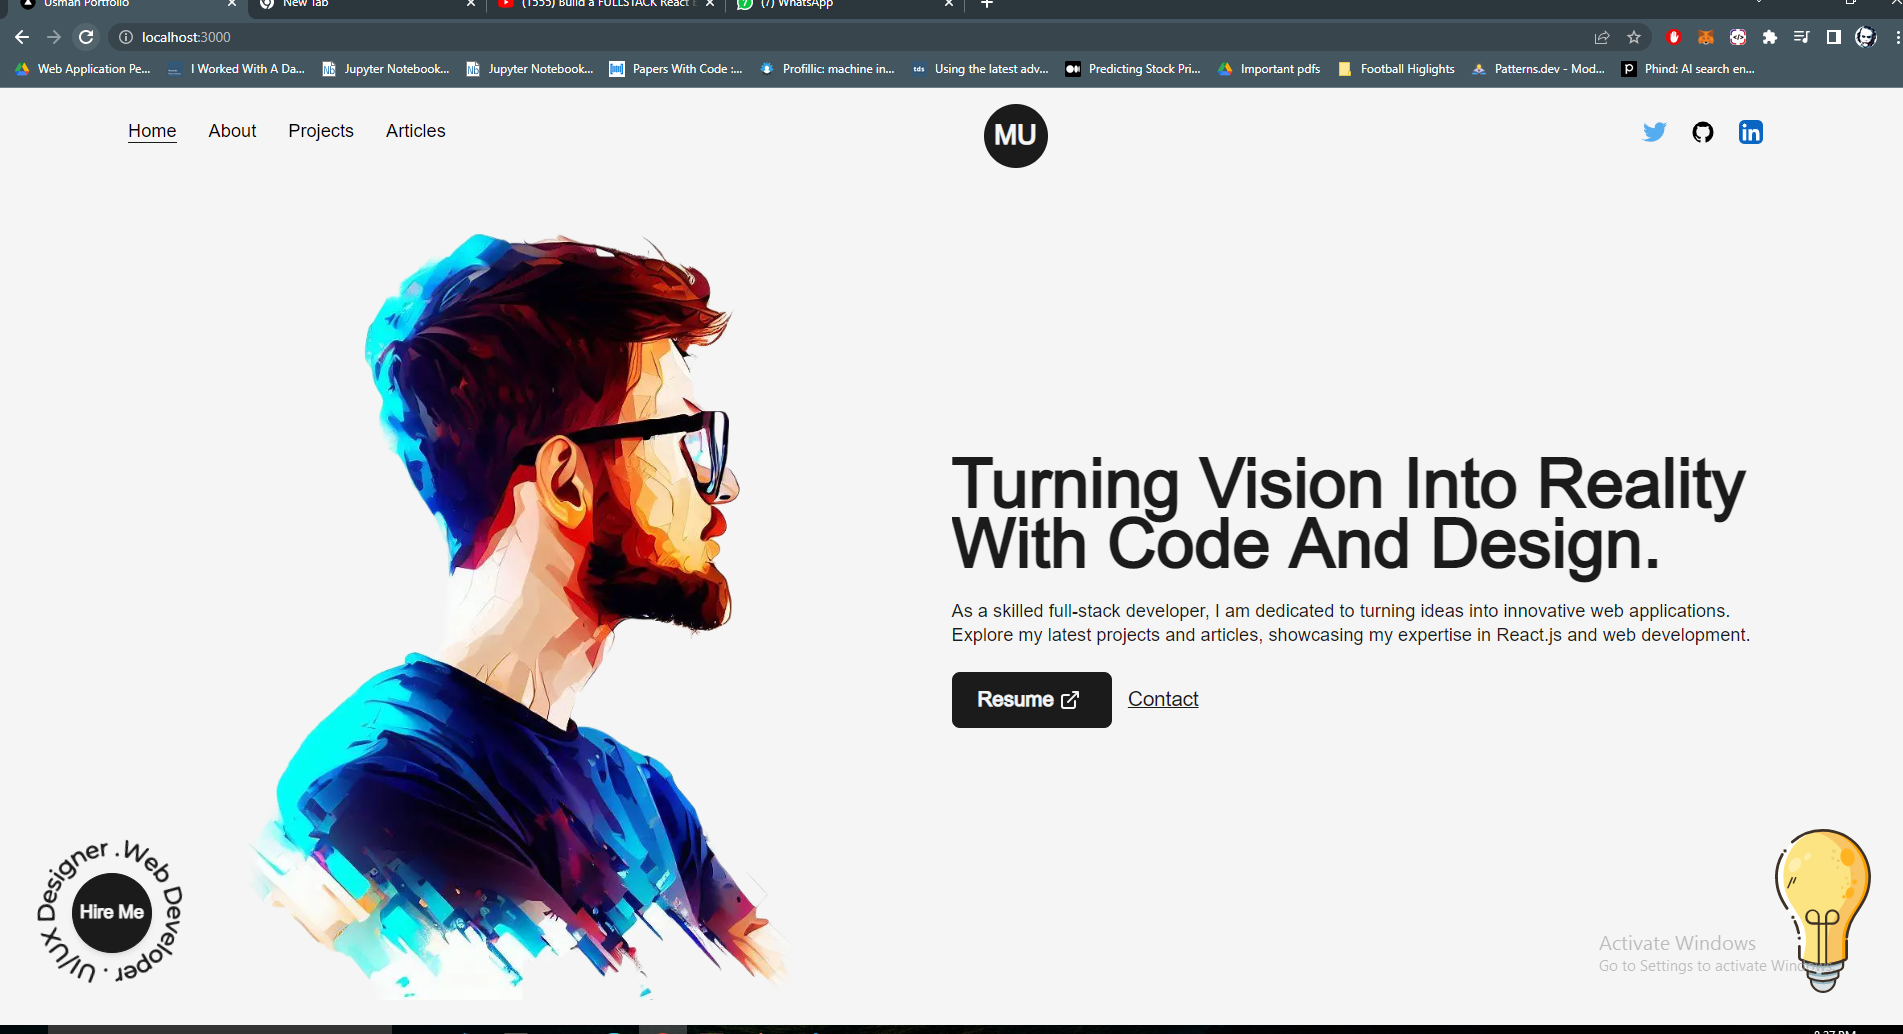 Usman Portfolio
New Tab
(1555) Build a FULLSTACK React
(7) WhatsApp
localhost:3000
Web Application Pe...
I Worked With A Da...
Jupyter Notebook...
Jupyter Notebook...
Papers With Code :...
Profillic: machine in...
Using the latest adv...
Predicting Stock Pri...
Important pdfs
Football Higlights
Patterns.dev - Mod...
Phind: AI search en...
Home
About
Projects
Articles
MU
Turning Vision Into Reality
With Code And Design.
As a skilled full-stack developer, I am dedicated to turning ideas into innovative web applications.
Explore my latest projects and articles, showcasing my expertise in React.js and web development.
Resume
Contact
Web Developer . UI/UX Designer .
Hire Me
Activate Windows
Go to Settings to activate Windows.